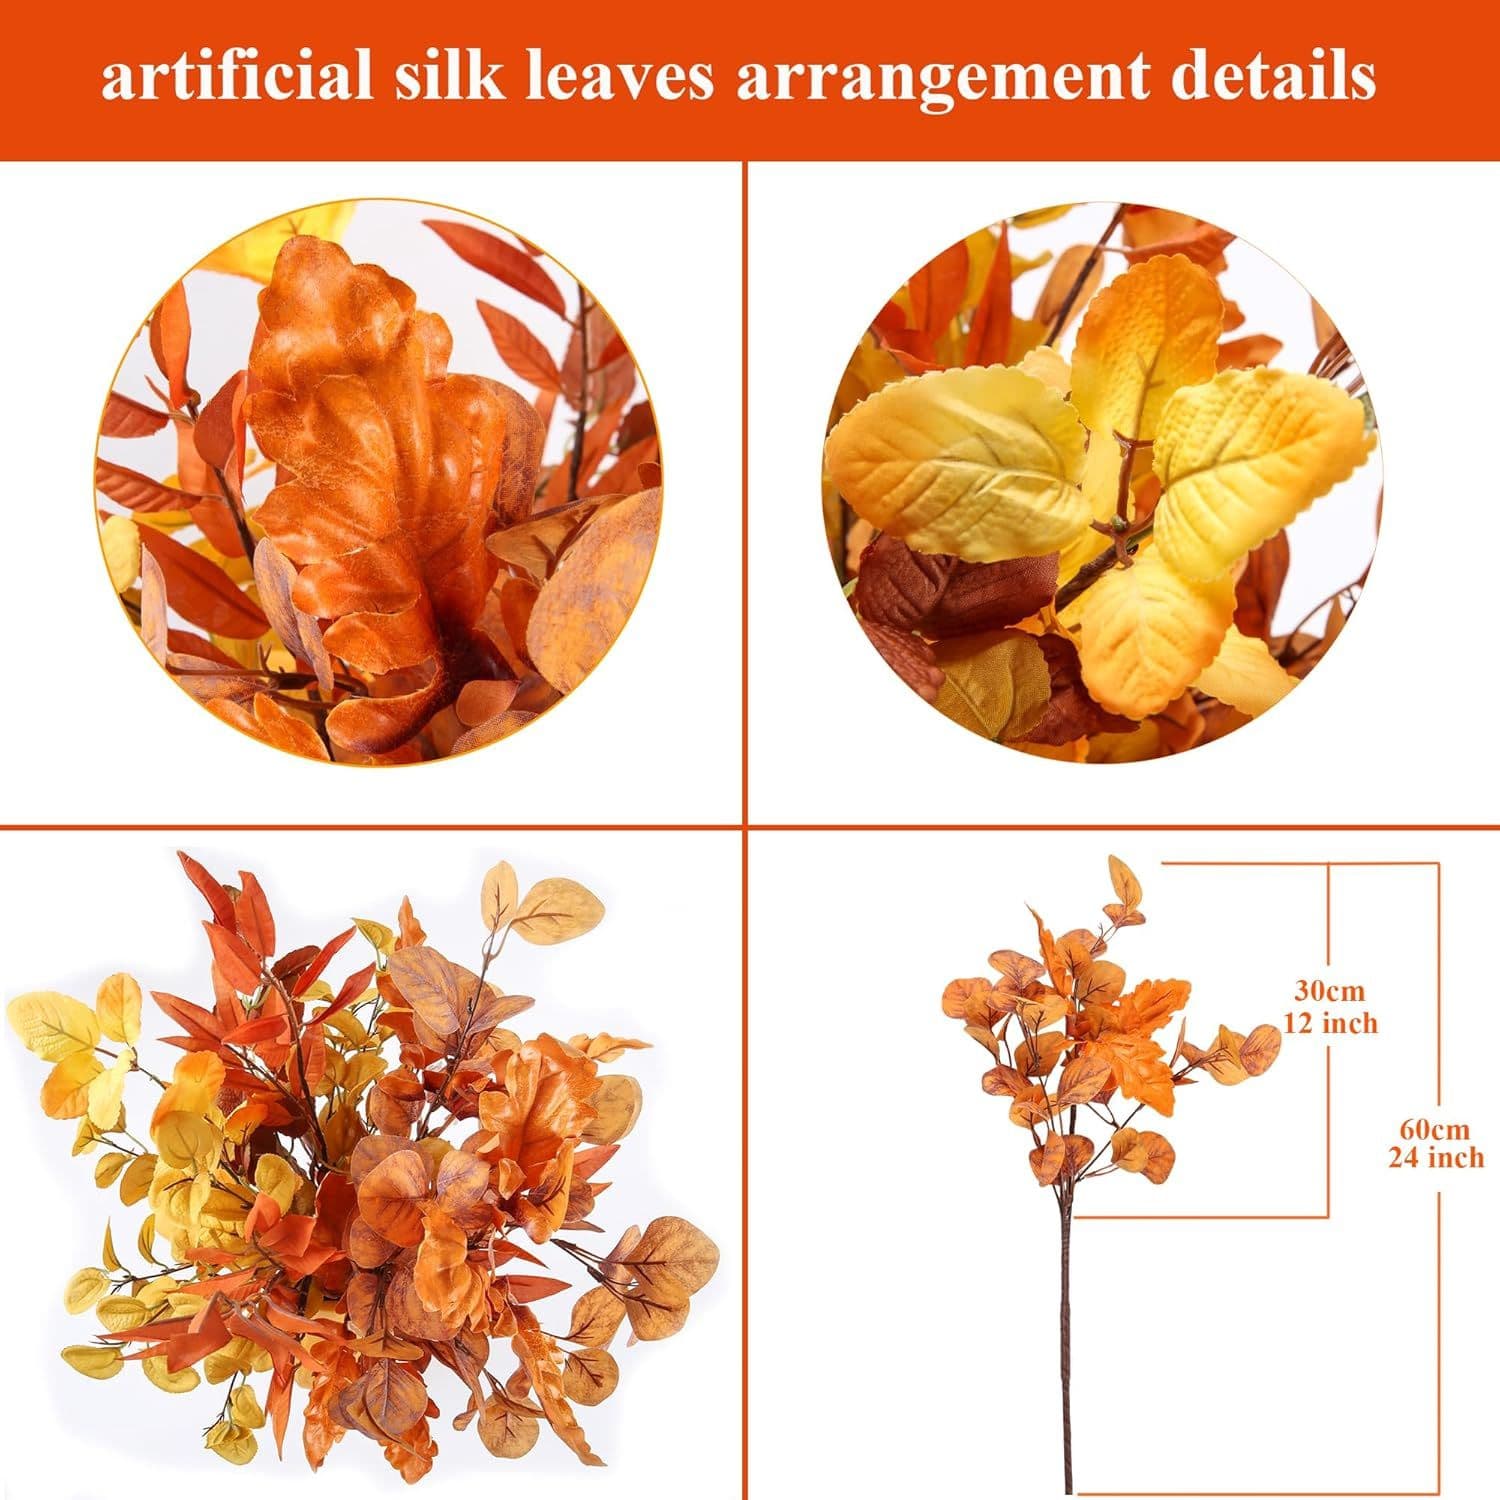 artificial silk leaves arrangement details
30cm
12 inch
60cm
24 inch